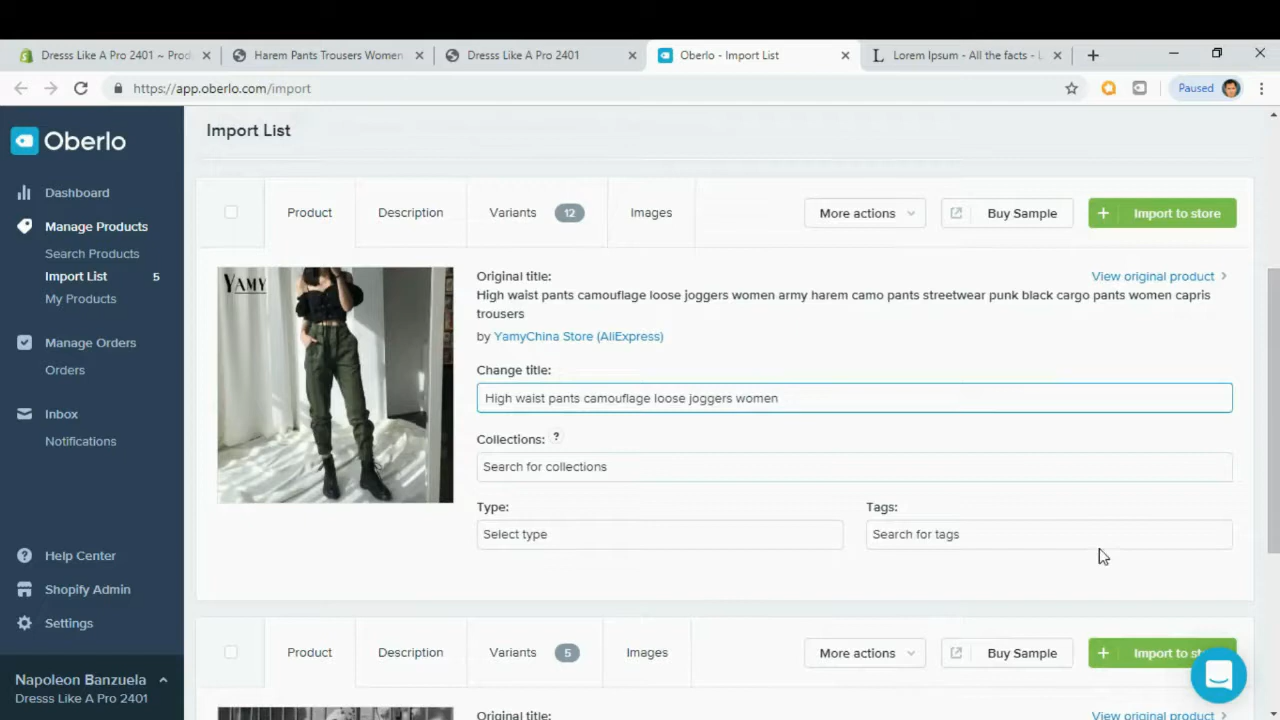 Dresss Like A Pro 2401 ~ Prod
Harem Pants Trousers Women
Dresss Like A Pro 2401
Oberlo - Import List
Lorem Ipsum - All the facts - L
https://app.oberlo.com/import
Paused
Oberlo
Dashboard
Manage Products
Search Products
Import List 5
My Products
Manage Orders
Orders
Inbox
Notifications
Help Center
Shopify Admin
Settings
Napoleon Banzuela
Dresss Like A Pro 2401
Import List
Product
Description
Variants 12
Images
More actions
Buy Sample
+ Import to store
YAMY
Original title:
View original product
High waist pants camouflage loose joggers women army harem camo pants streetwear punk black cargo pants women capris
trousers
by YamyChina Store (AliExpress)
Change title:
High waist pants camouflage loose joggers women
Collections: ?
Search for collections
Type:
Tags:
Select type
Search for tags
Product
Description
Variants 5
Images
More actions
Buy Sample
+ Import to st
Original title:
View original product